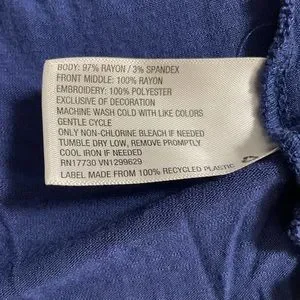 BODY: 97% RAYON / 3% SPANDEX
FRONT MIDDLE: 100% RAYON
EMBROIDERY: 100% POLYESTER
EXCLUSIVE OF DECORATION
MACHINE WASH COLD WITH LIKE COLORS
GENTLE CYCLE
ONLY NON-CHLORINE BLEACH IF NEEDED
TUMBLE DRY LOW, REMOVE PROMPTLY.
COOL IRON IF NEEDED
RN17730 VN1299629
LABEL MADE FROM 100% RECYCLED PLASTIC